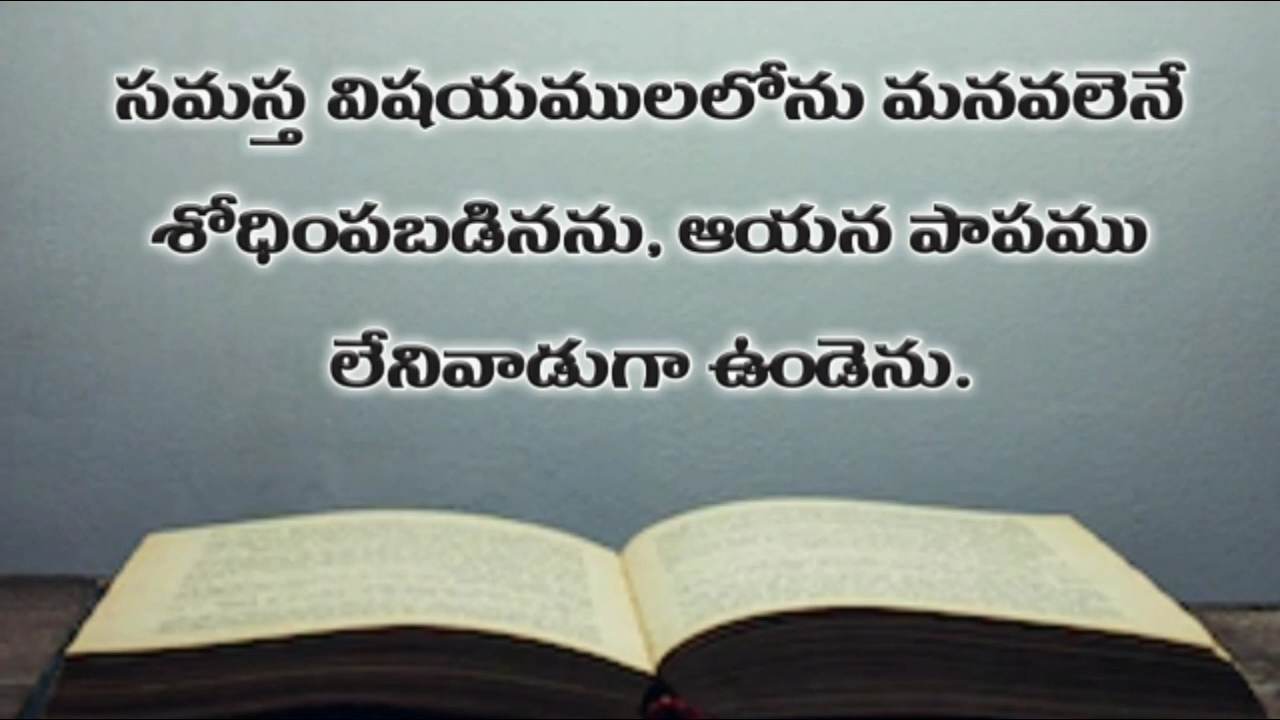 సమస్త విషయములలోను మనవలెనే
శోధింపబడినను, ఆయన పాపము
లేనివాడుగా ఉండెను.